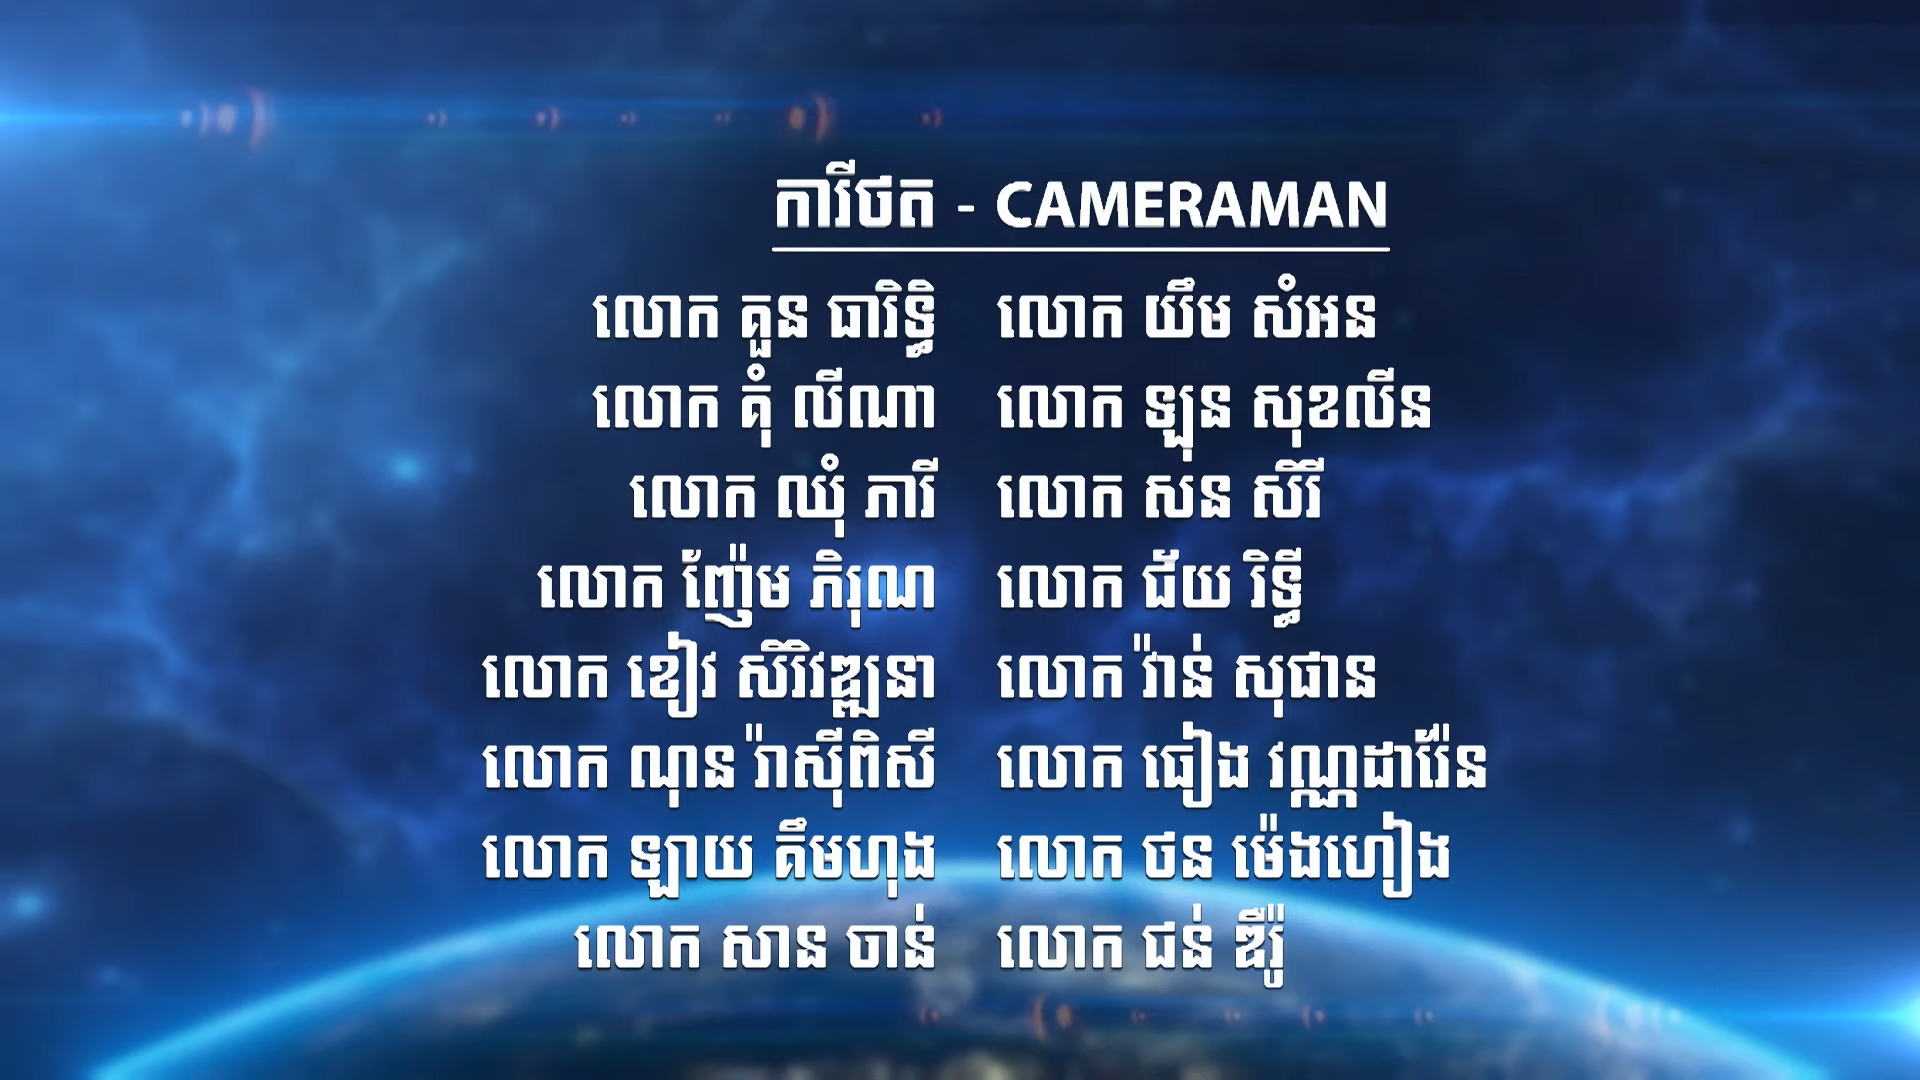 ការីថត - CAMERAMAN
លោក គួន ធារិទ្ធិ លោក យឹម សំអន
លោក គុំ លីណា លោក ឡុន សុខលីន
លោក ឈុំ ភារី លោក សន សិរី
លោក ញ៉ែម ភិរុណ លោក ជ័យ រិទ្ធី
លោក ខៀវ សិរិវឌ្ឍនា លោក វ៉ាន់ សុផាន
លោក ណុន រ៉ាស៊ីពិសី លោក ធៀង វណ្ណដារ៉ែន
លោក ឡាយ គឹមហុង លោក ថន ម៉េងហៀង
លោក សាន ចាន់ លោក ជន់ ឌីរ៉ូ